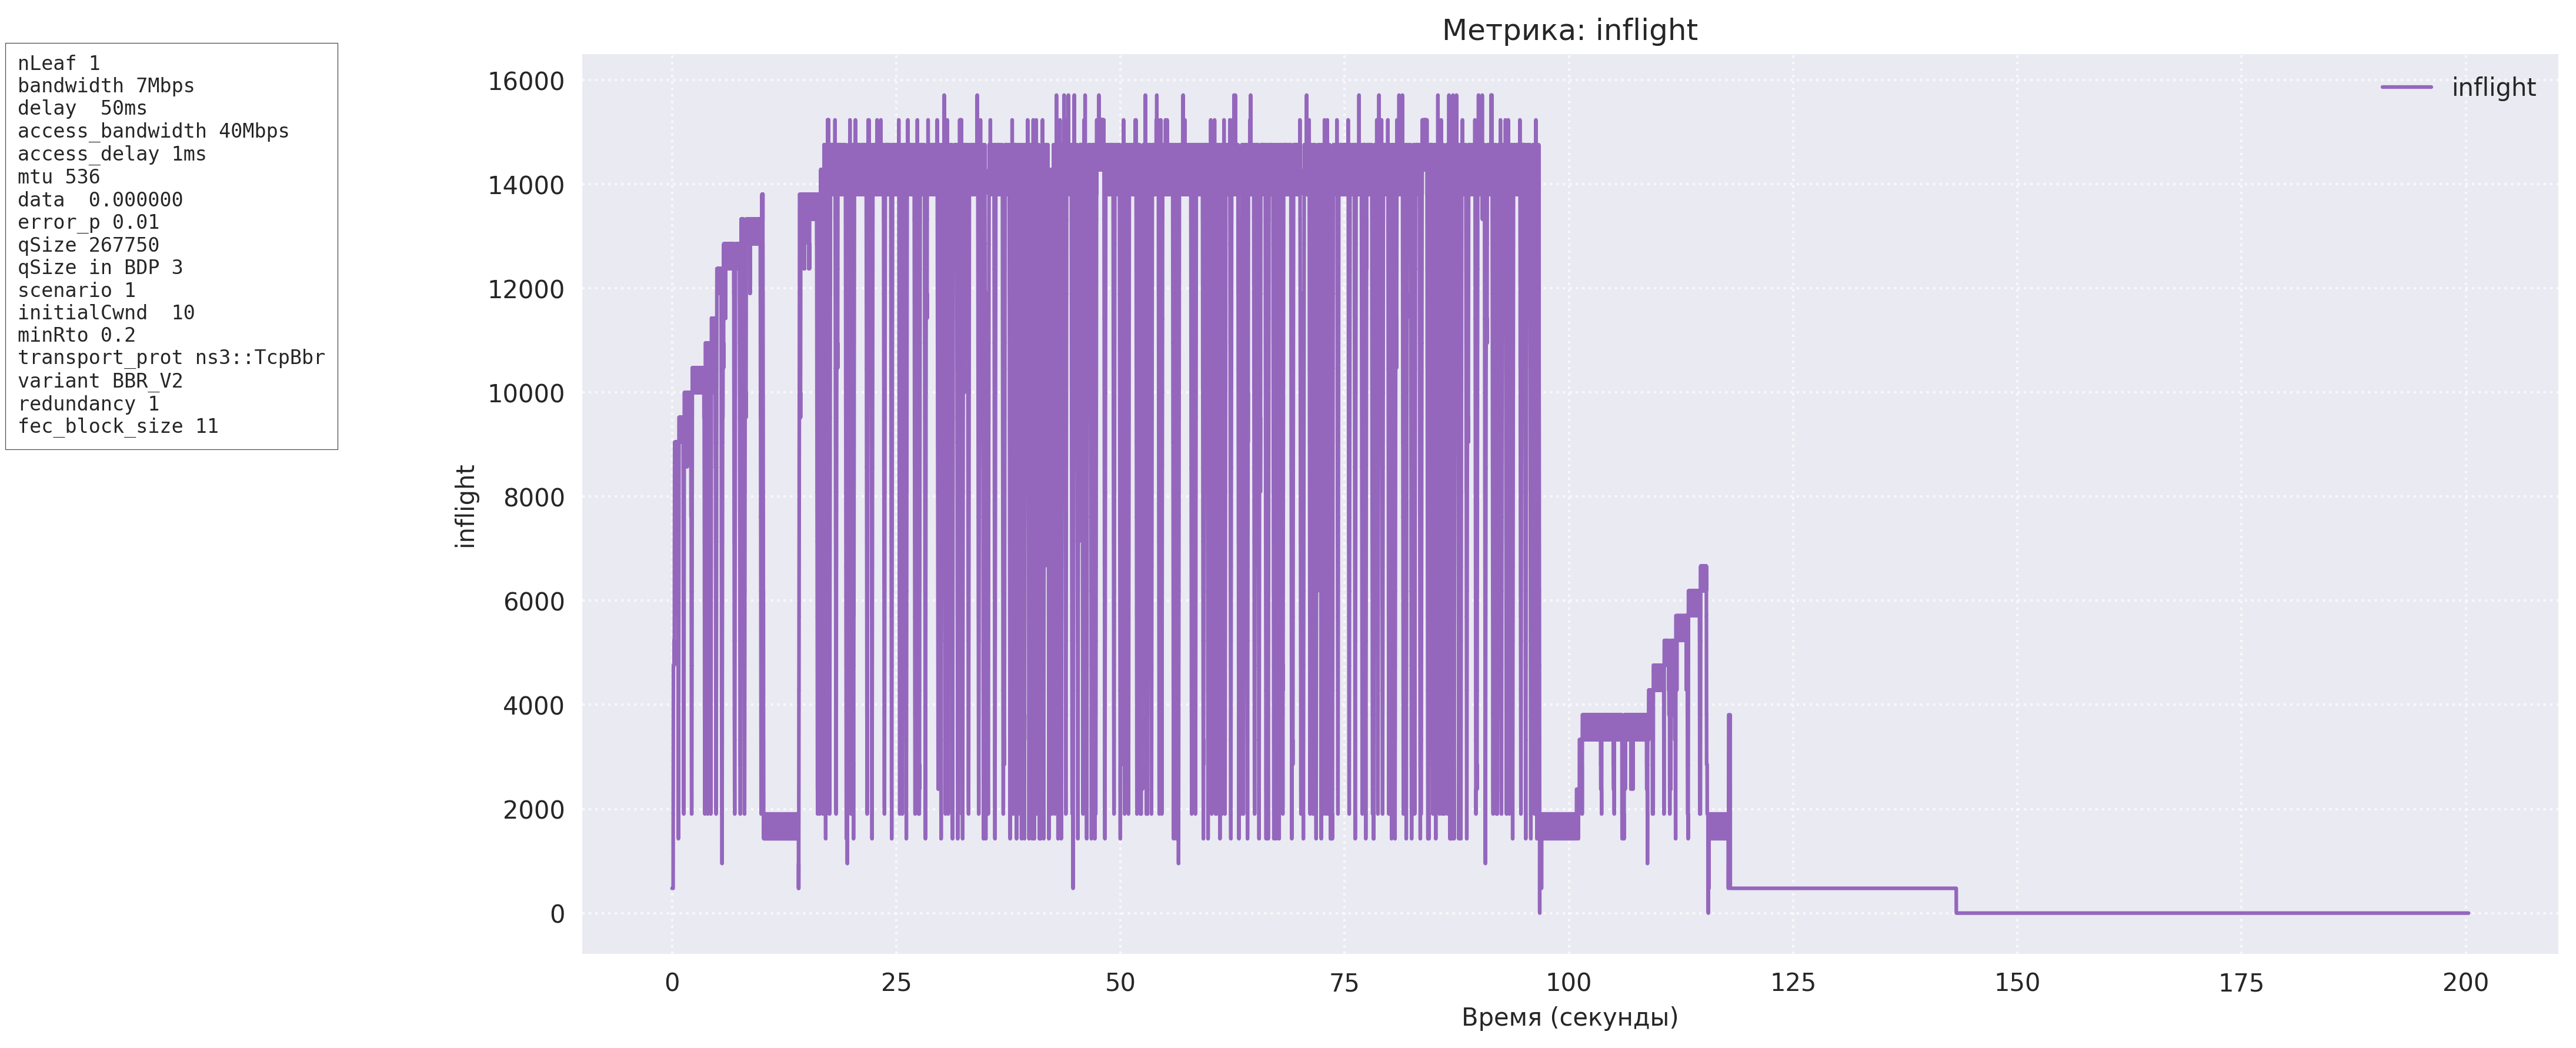 Метрика: inflight
nLeaf 1
bandwidth 7Mbps
delay  50ms
access_bandwidth 40Mbps
access_delay 1ms
mtu 536
data  0.000000
error_p 0.01
qSize 267750
qSize in BDP 3
scenario 1
initialCwnd  10
minRto 0.2
transport_prot ns3::TcpBbr
variant BBR_V2
redundancy 1
fec_block_size 11
inflight
16000
14000
12000
10000
8000
6000
4000
2000
0
inflight
0 25 50 75 100 125 150 175 200
Время (секунды)